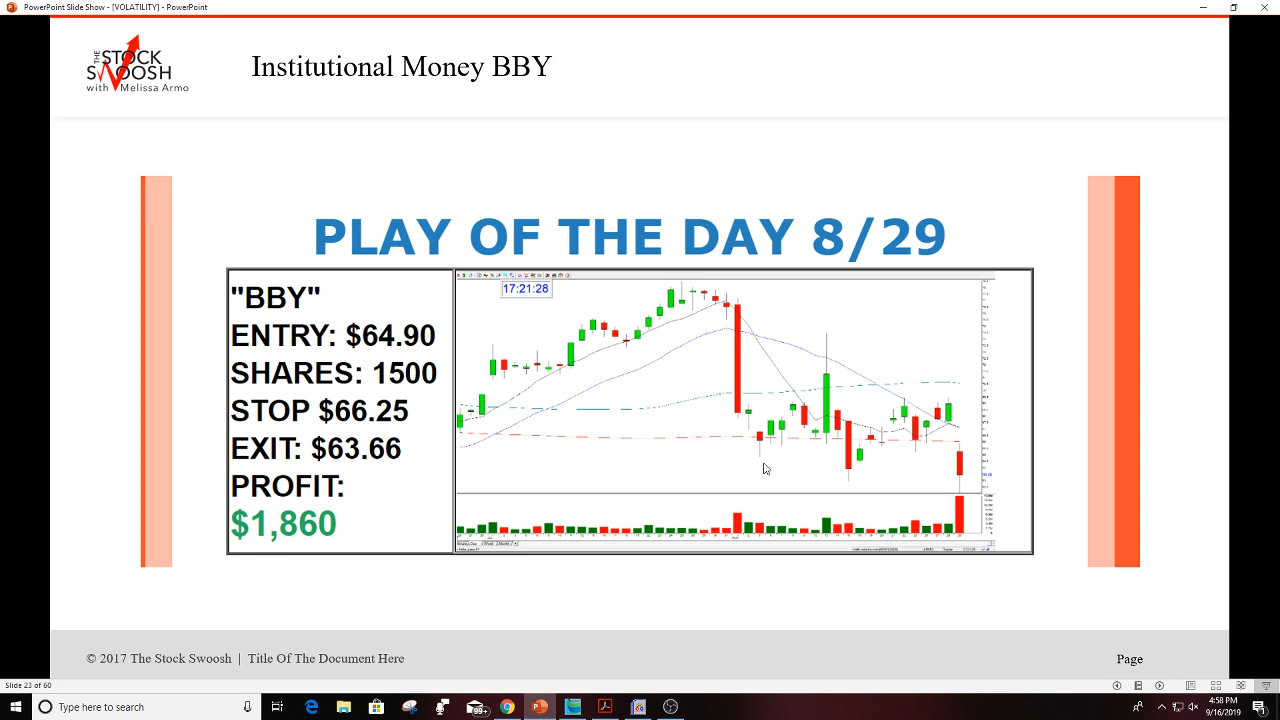 PowerPoint Slide Show - [VOLATILITY] - PowerPoint
THE
STOCK
SWOOSH
with Melissa Armo
Institutional Money BBY
PLAY OF THE DAY 8/29
"BBY"
ENTRY: $64.90
SHARES: 1500
STOP $66.25
EXIT: $63.66
PROFIT:
$1,860
17:21:28
© 2017 The Stock Swoosh | Title Of The Document Here
Page
Slide 23 of 60
Type here to search
99+
4:58 PM
9/16/2019